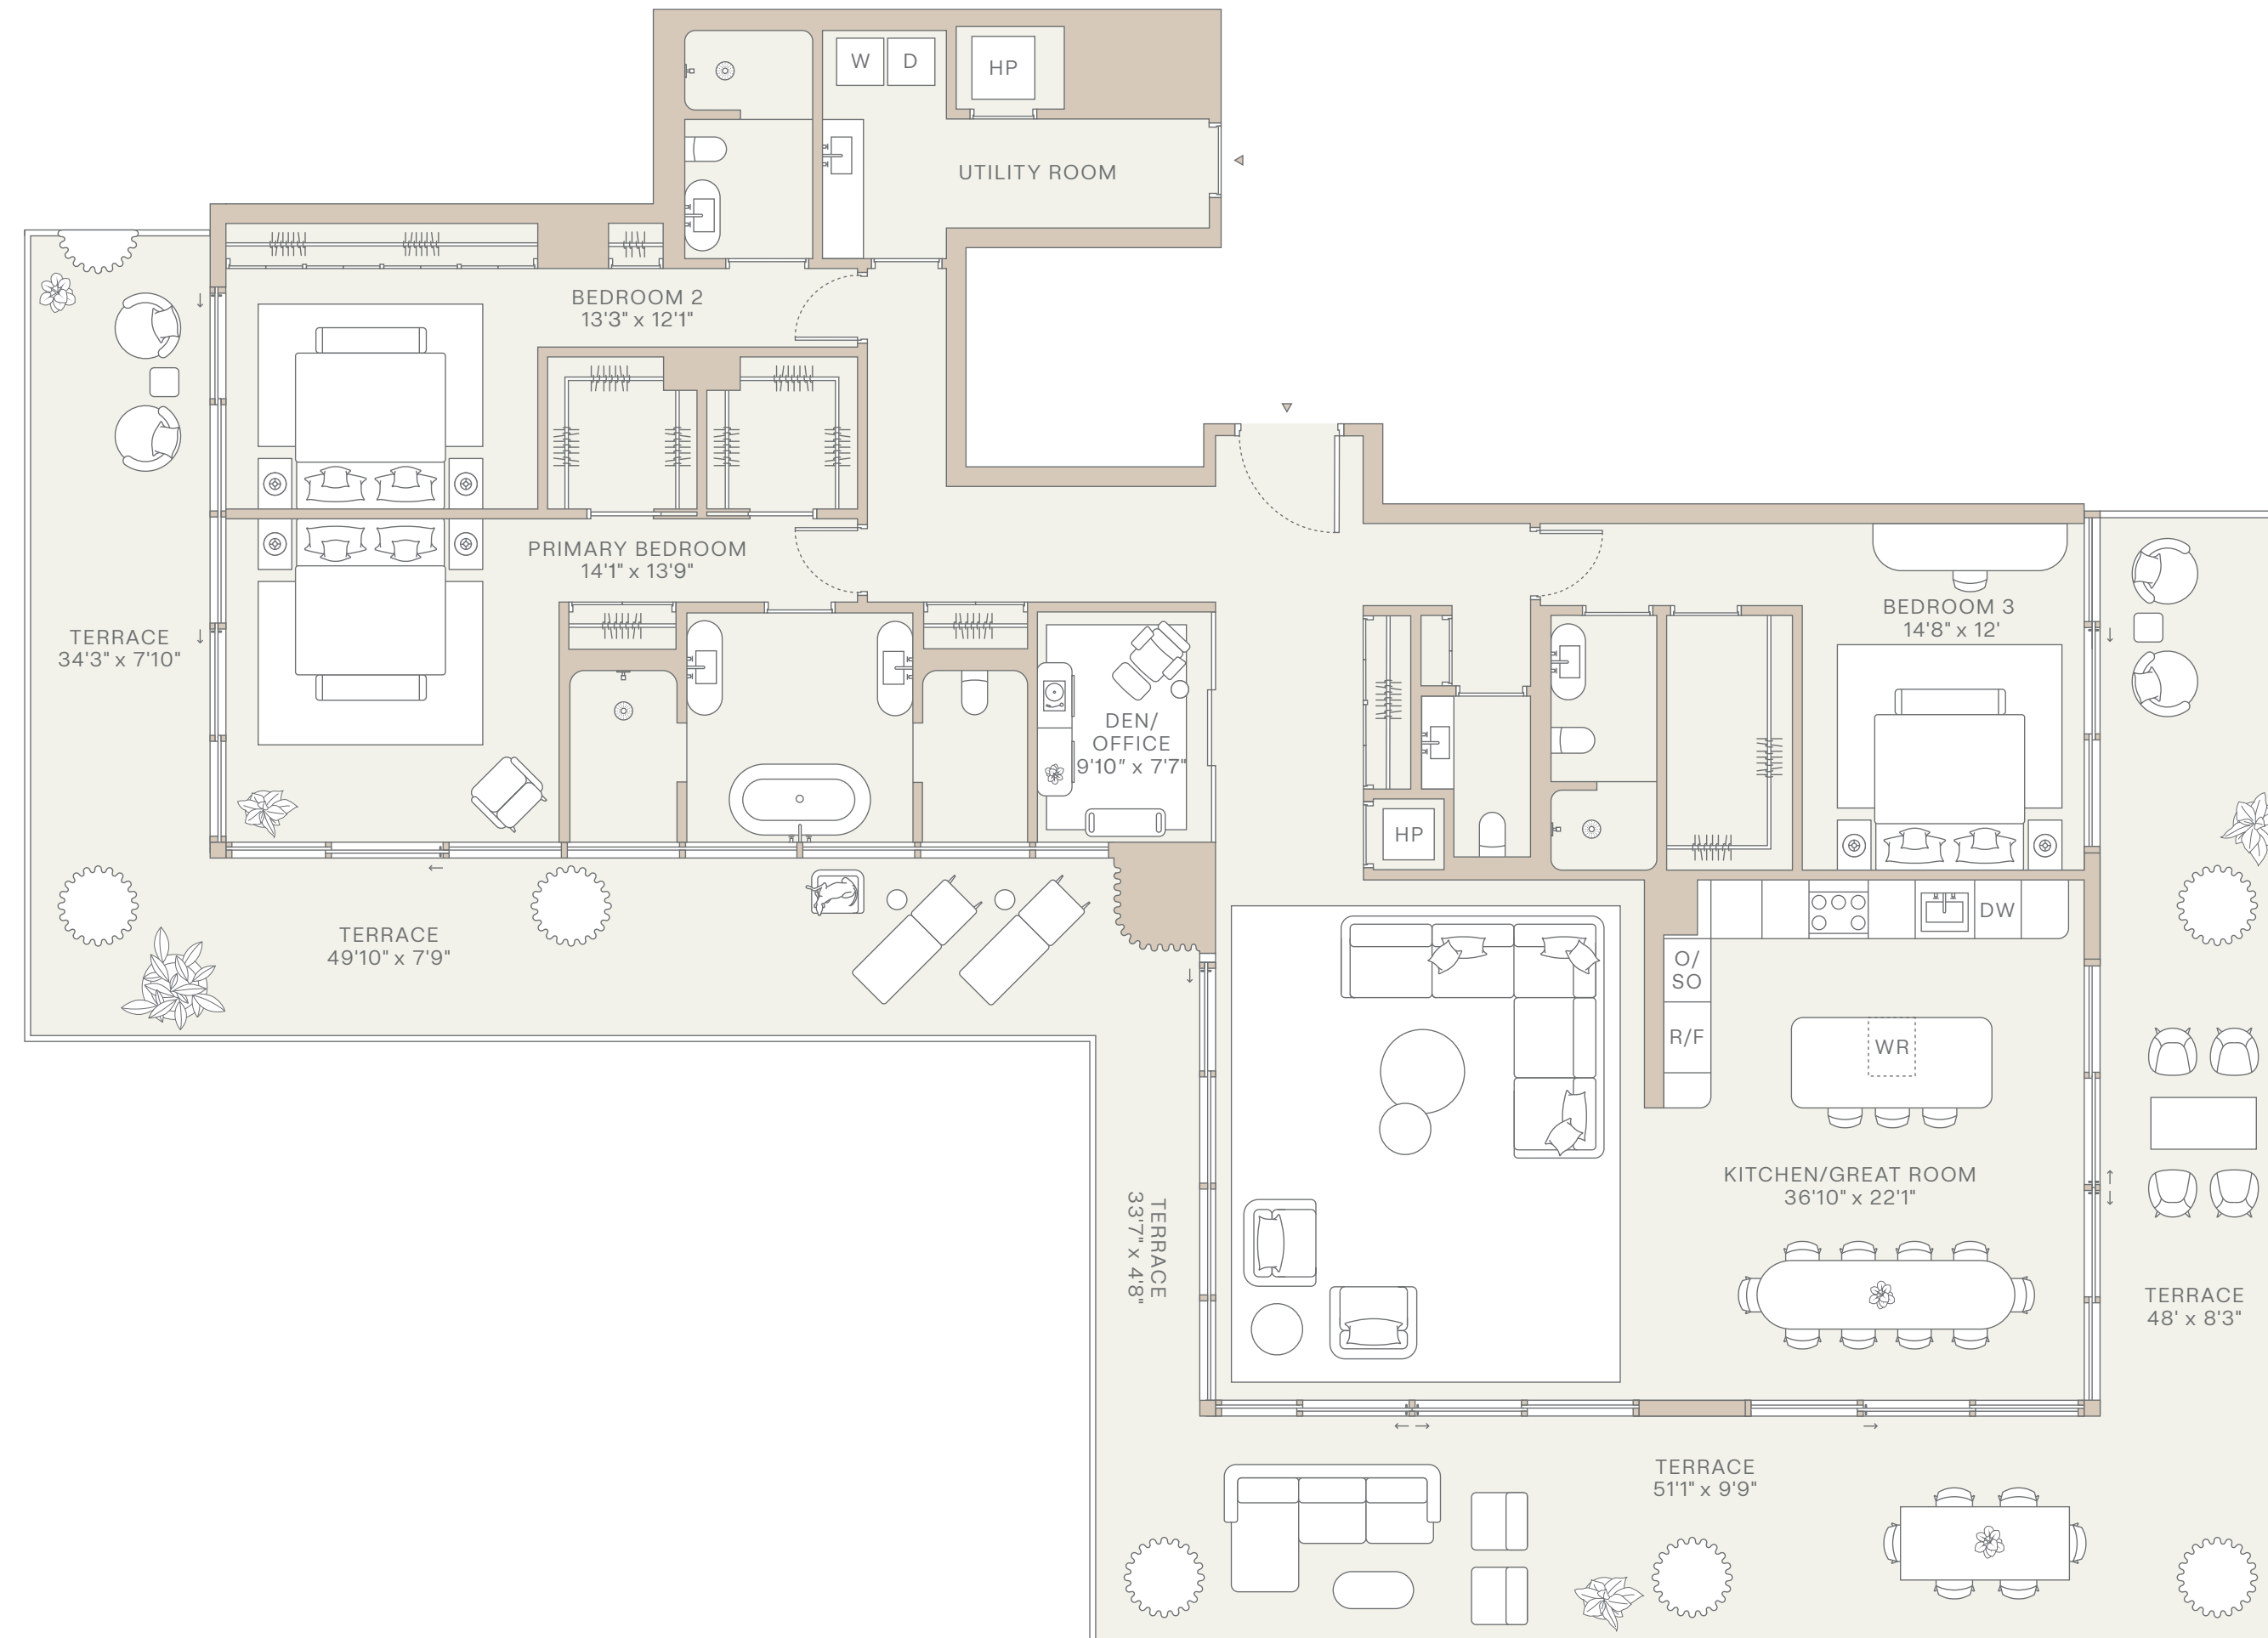 W
D
HP
UTILITY ROOM
BEDROOM 2
13'3" x 12'1"
PRIMARY BEDROOM
14'1" x 13'9"
TERRACE
34'3" x 7'10"
DEN/
OFFICE
9'10" x 7'7"
BEDROOM 3
14'8" x 12'
HP
DW
O/
SO
R/F
WR
TERRACE
49'10" x 7'9"
KITCHEN/GREAT ROOM
36'10" x 22'1"
TERRACE
33'7" x 4'8"
TERRACE
48' x 8'3"
TERRACE
51'1" x 9'9"